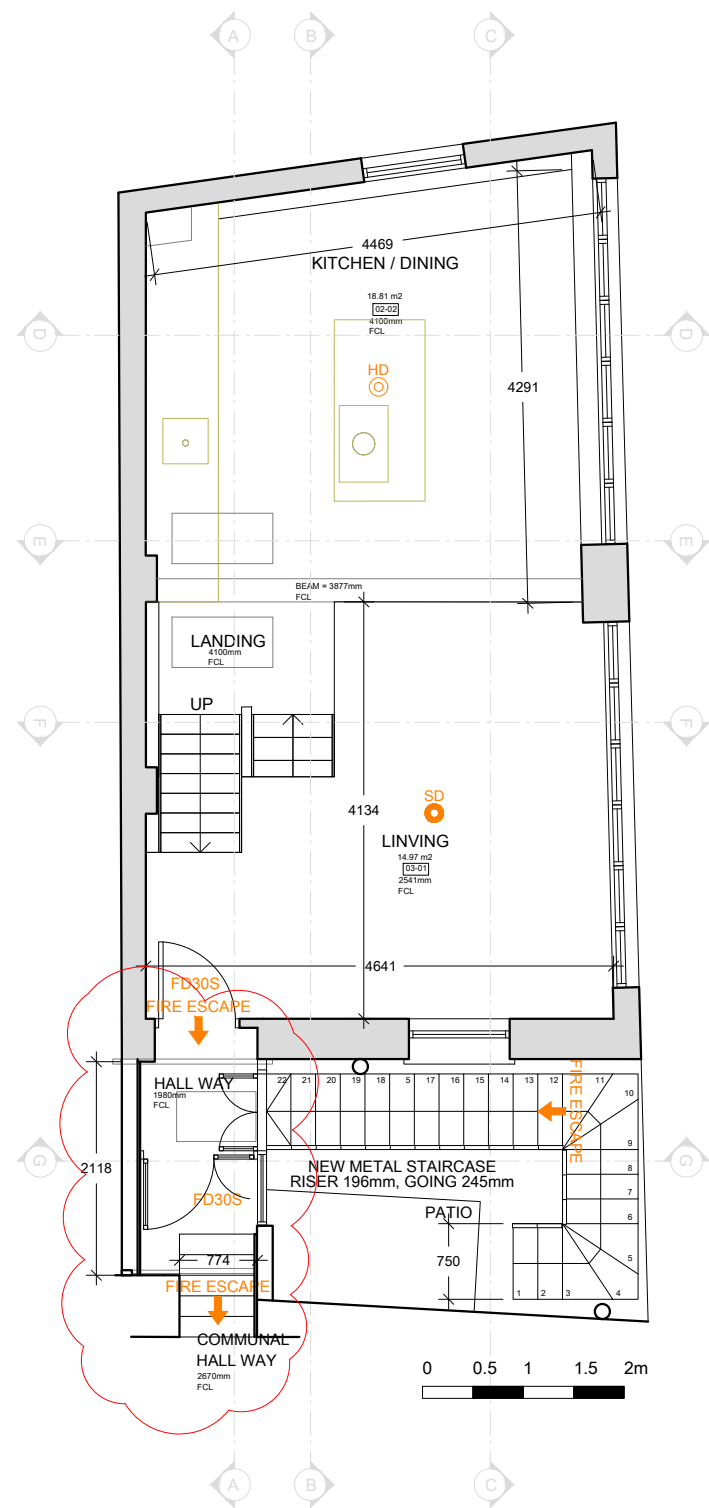 A
B
C
4469
KITCHEN / DINING
18.81 m2
02-02
4100mm
FCL
D
D
HD
4291
E
E
BEAM = 3877mm
FCL
LANDING
4100mm
FCL
UP
F
F
4134
SD
LINVING
14.97 m2
03-01
2541mm
FCL
4641
FD30S
FIRE ESCAPE
HALL WAY
1980mm
FCL
22 21 20 19 18 5 17 16 15 14 13 12 11 10 9 8 7 6 5 4 3 2 1
FIRE ESCAPE
G
G
2118
NEW METAL STAIRCASE
RISER 196mm, GOING 245mm
FD30S
PATIO
750
774
FIRE ESCAPE
COMMUNAL
HALL WAY
2670mm
FCL
0 0.5 1 1.5 2m
A
B
C